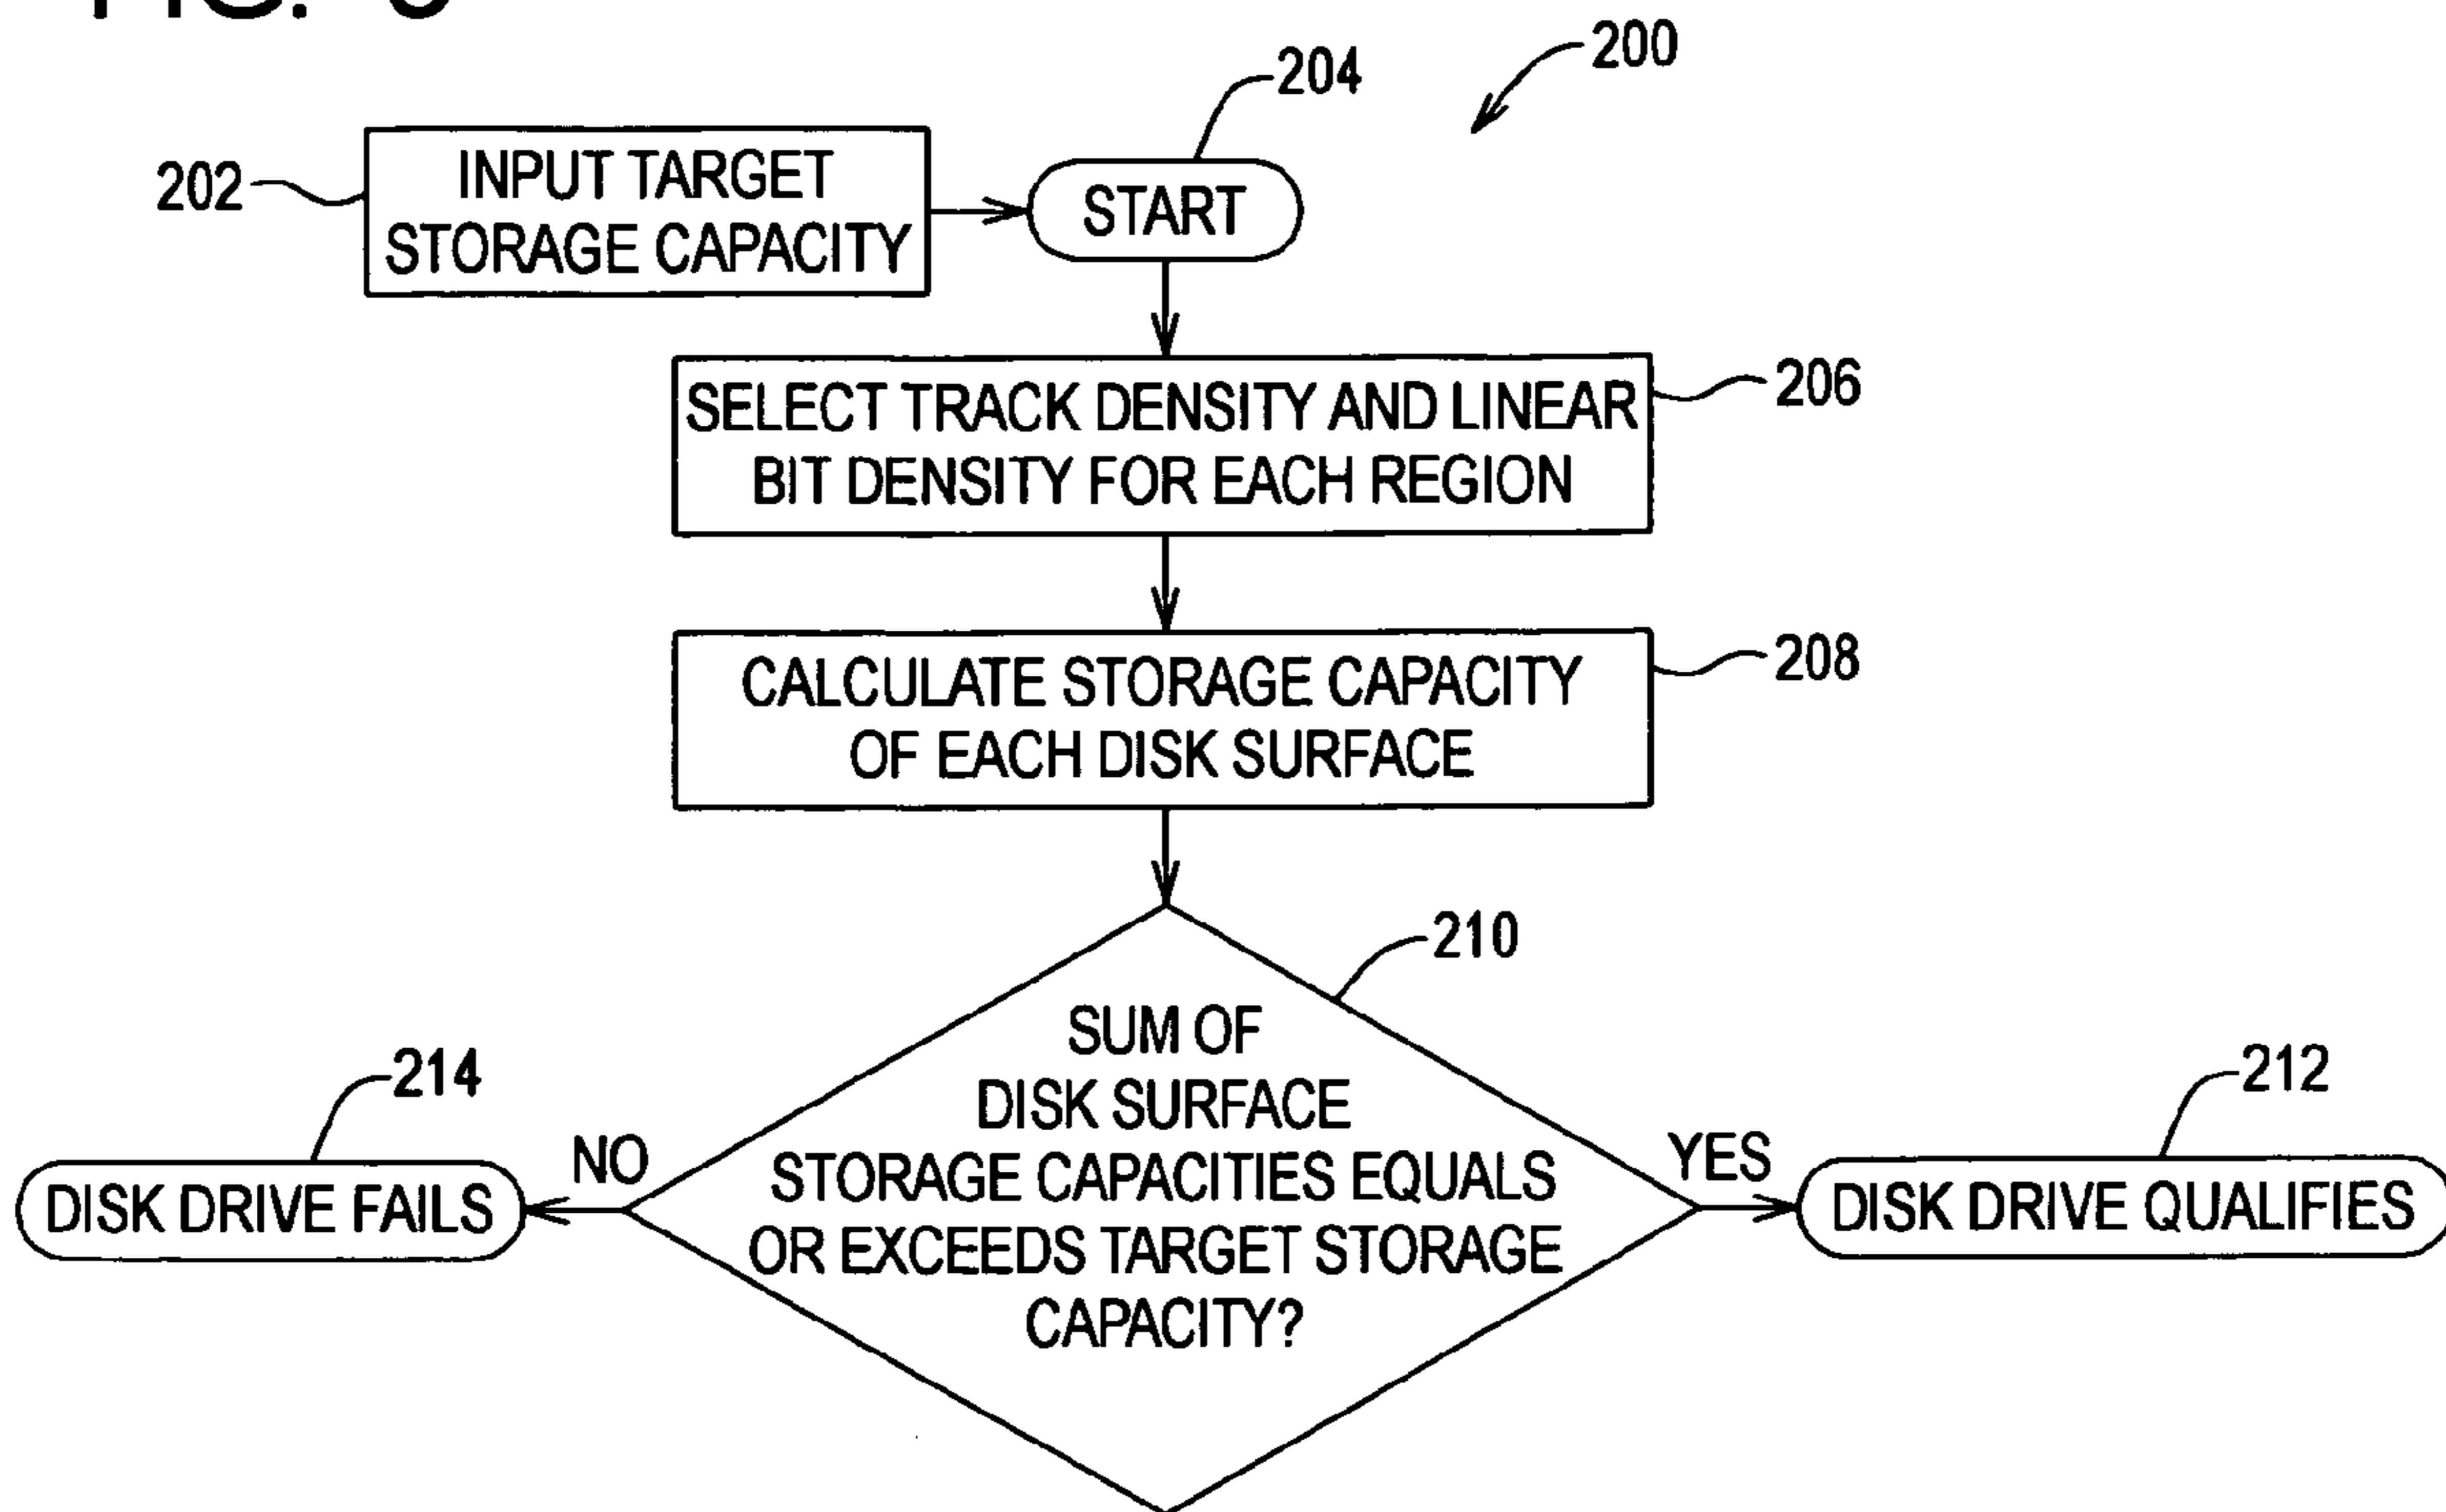 200
204
202
INPUT TARGET
STORAGE CAPACITY
START
SELECT TRACK DENSITY AND LINEAR
BIT DENSITY FOR EACH REGION
206
CALCULATE STORAGE CAPACITY
OF EACH DISK SURFACE
208
210
SUM OF
DISK SURFACE
STORAGE CAPACITIES EQUALS
OR EXCEEDS TARGET STORAGE
CAPACITY?
214
NO
DISK DRIVE FAILS
212
YES
DISK DRIVE QUALIFIES